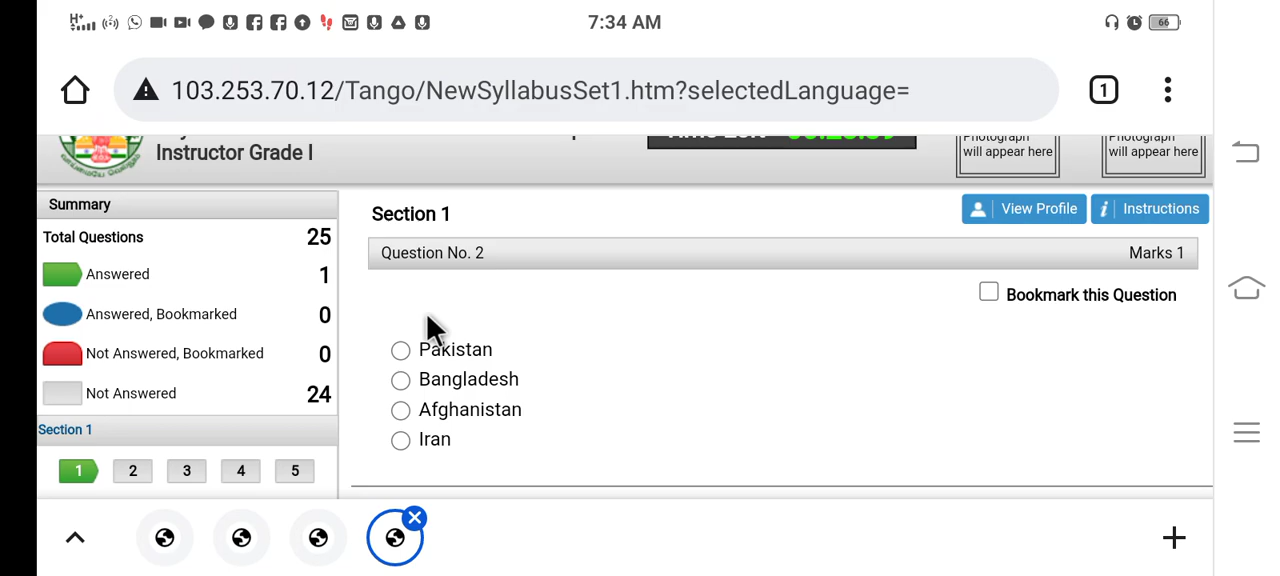 7:34 AM
66
103.253.70.12/Tango/NewSyllabusSet1.htm?selectedLanguage=
1
Instructor Grade I
Photograph
will appear here
Photograph
will appear here
Summary
Total Questions 25
Answered 1
Answered, Bookmarked 0
Not Answered, Bookmarked 0
Not Answered 24
Section 1
1 2 3 4 5
Section 1
View Profile
Instructions
Question No. 2
Marks 1
Bookmark this Question
Pakistan
Bangladesh
Afghanistan
Iran